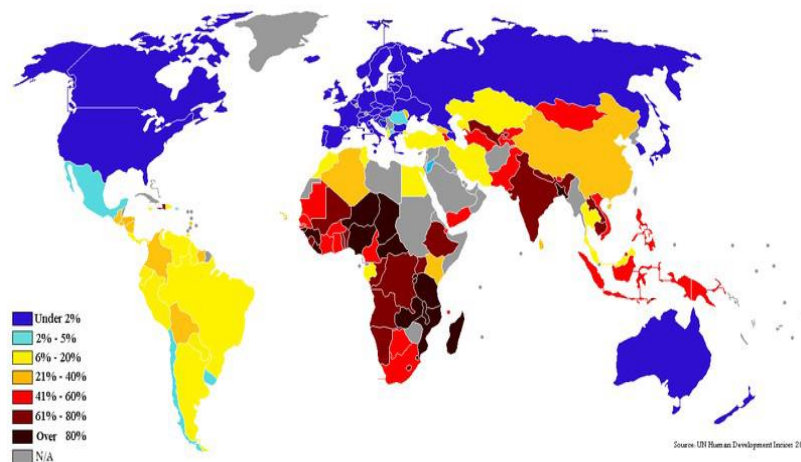 Under 2%
2% - 5%
6% - 20%
21% - 40%
41% - 60%
61% - 80%
Over 80%
N/A
Source: UN Human Development Indices